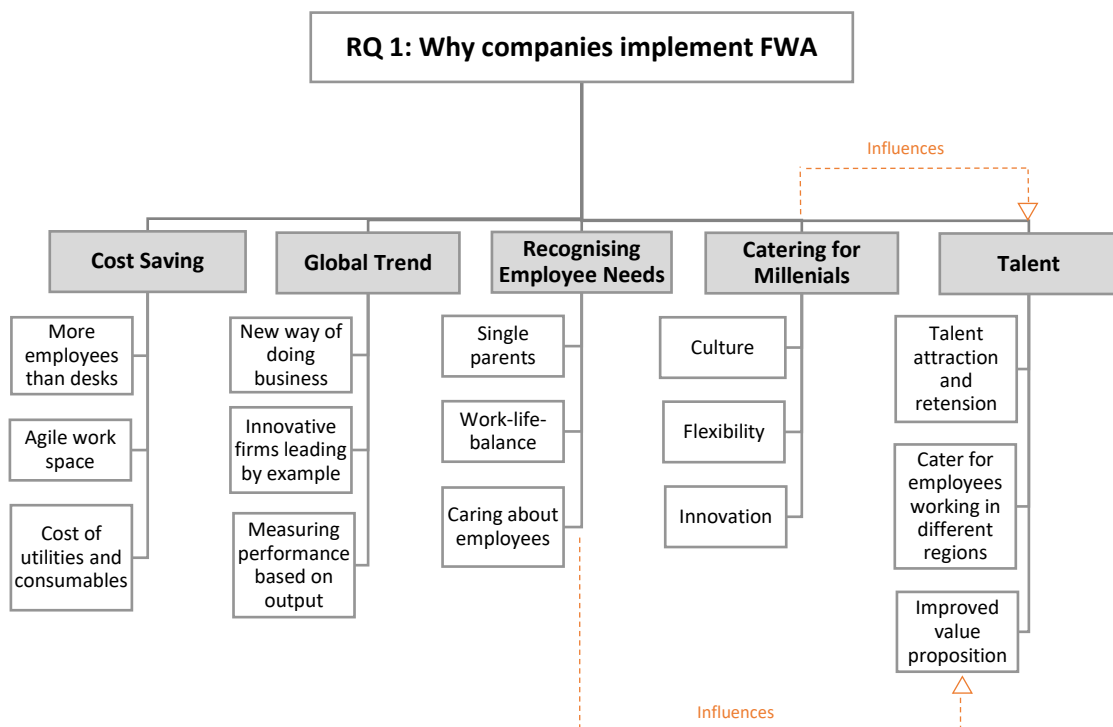 RQ 1: Why companies implement FWA
Influences
Cost Saving
Global Trend
Recognising
Employee Needs
Catering for
Millenials
Talent
More
employees
than desks
Agile work
space
Cost of
utilities and
consumables
New way of
doing
business
Innovative
firms leading
by example
Measuring
performance
based on
output
Single
parents
Work-life-
balance
Caring about
employees
Culture
Flexibility
Innovation
Talent
attraction
and
retension
Cater for
employees
working in
different
regions
Improved
value
proposition
Influences